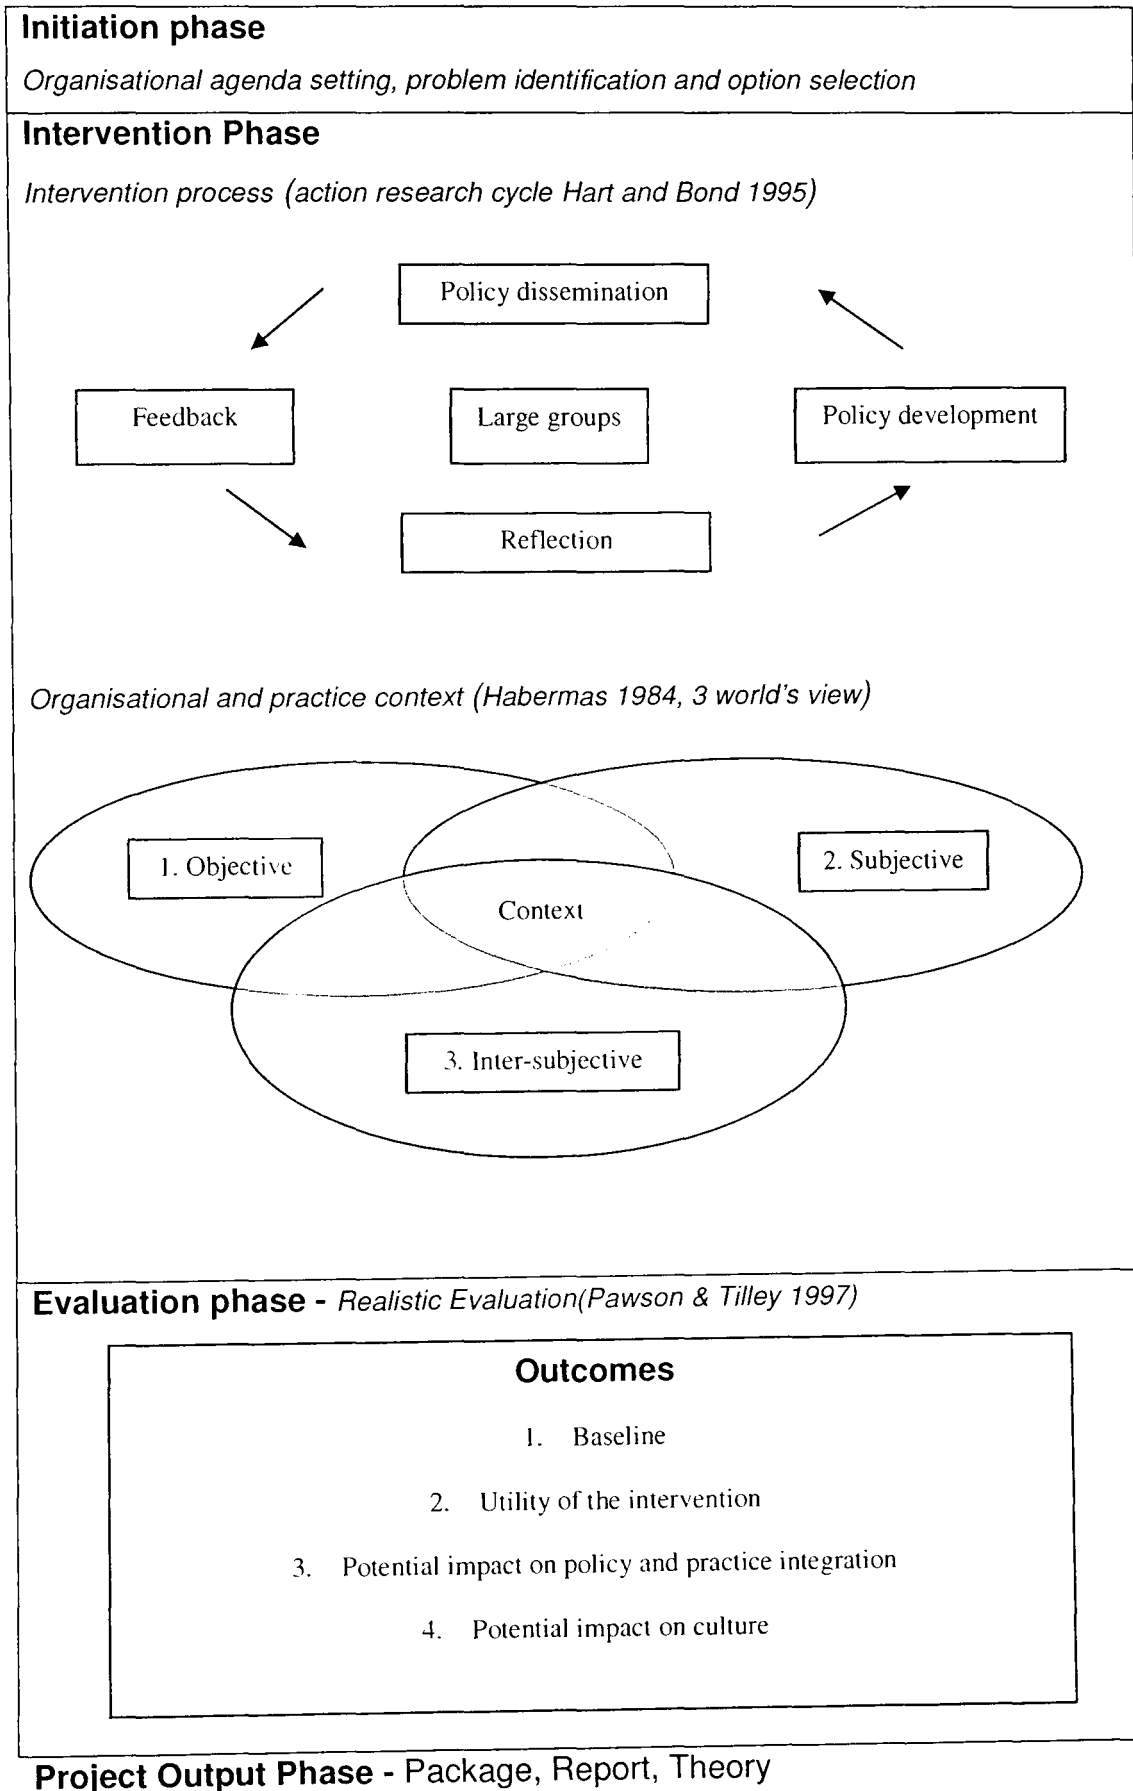 Initiation phase
Organisational agenda setting, problem identification and option selection
Intervention Phase
Intervention process (action research cycle Hart and Bond 1995)
Policy dissemination
Feedback
Large groups
Policy development
Reflection
Organisational and practice context (Habermas 1984, 3 world's view)
1. Objective
2. Subjective
Context
3. Inter-subjective
Evaluation phase - Realistic Evaluation(Pawson & Tilley 1997)
Outcomes
1. Baseline
2. Utility of the intervention
3. Potential impact on policy and practice integration
4. Potential impact on culture
Project Output Phase - Package, Report, Theory